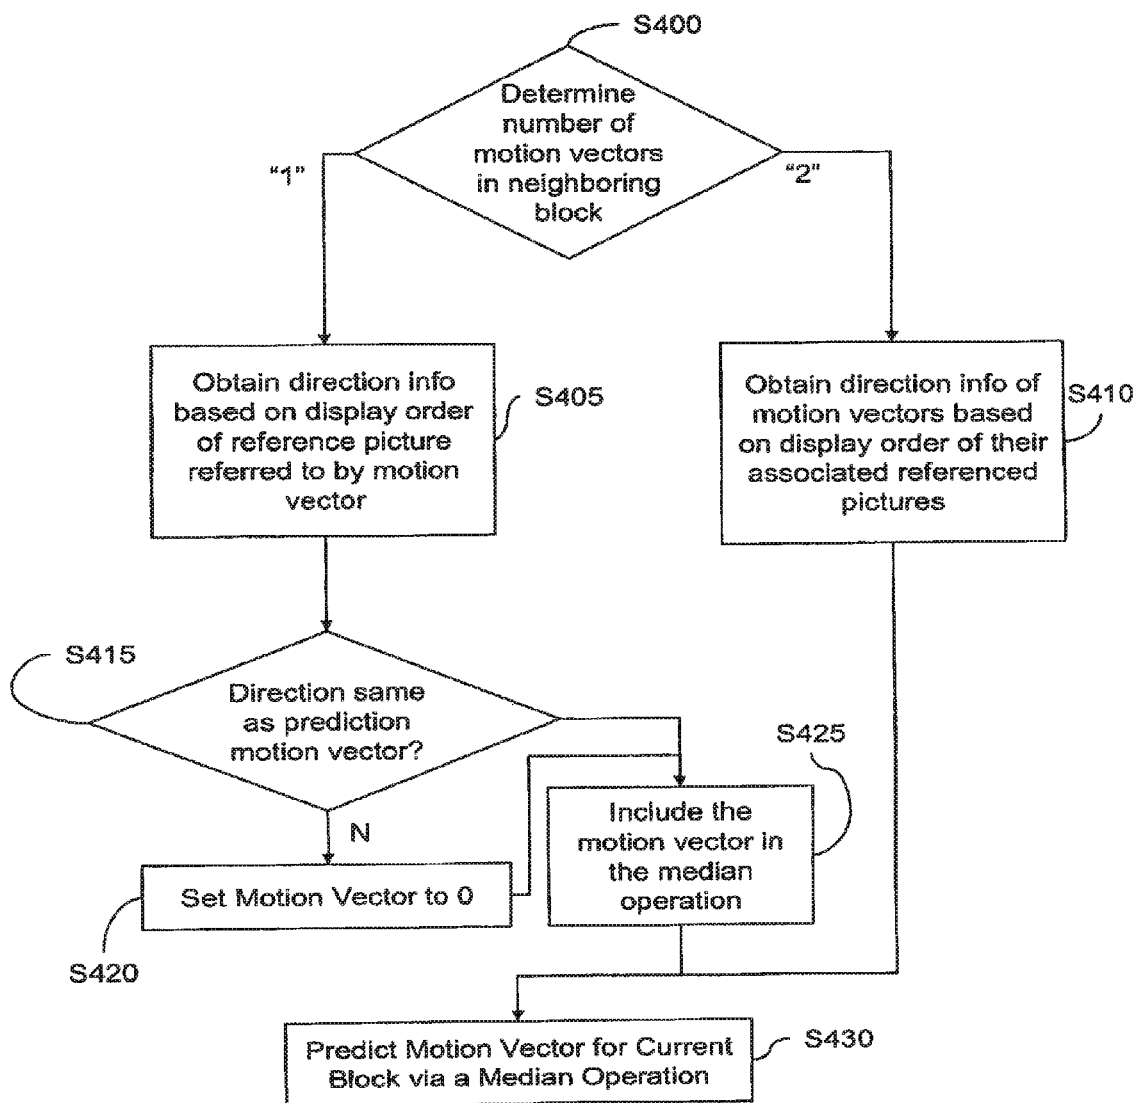 S400
Determine
number of
motion vectors
in neighboring
block
"1"
"2"
Obtain direction info
based on display order
of reference picture
referred to by motion
vector
S405
Obtain direction info of
motion vectors based
on display order of their
associated referenced
pictures
S410
S415
Direction same
as prediction
motion vector?
N
S425
Include the
motion vector in
the median
operation
Set Motion Vector to 0
S420
Predict Motion Vector for Current
Block via a Median Operation
S430